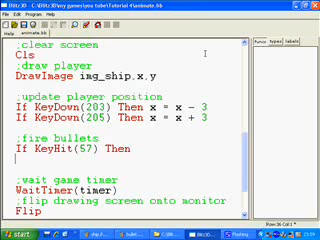 Blitz3D - C:\Blitz3D\my games\you tube\Tutorial 4\animate.bb
File Edit Program Help
animate.bb
funcs types labels
;clear screen
Cls
;draw player
DrawImage img_ship,x,y
;update player position
If KeyDown(203) Then x = x - 3
If KeyDown(205) Then x = x + 3
;fire bullets
If KeyHit(57) Then
;wait game timer
WaitTimer(timer)
;flip drawing screen onto monitor
Flip
start